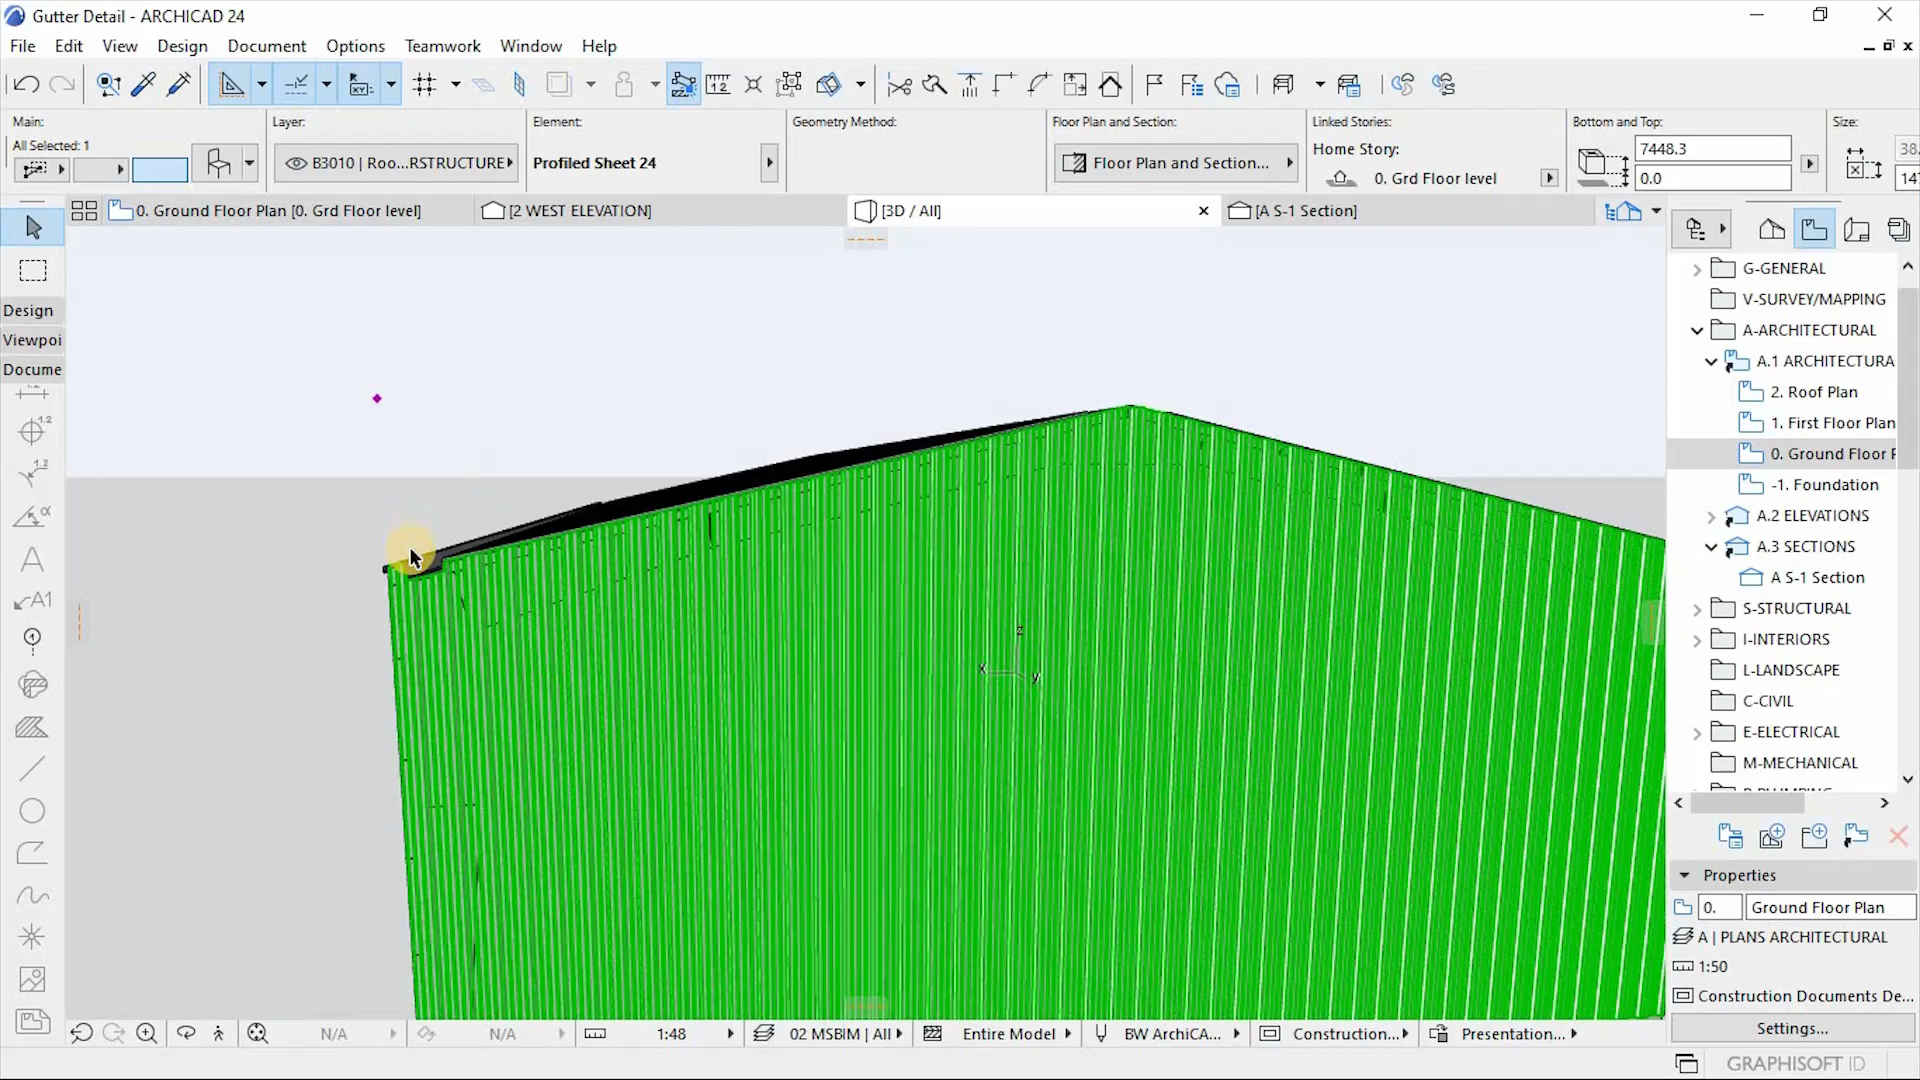 Gutter Detail - ARCHICAD 24
File Edit View Design Document Options Teamwork Window Help
Main:
All Selected: 1
Layer:
B3010 | Roo...RSTRUCTURE
Element:
Profiled Sheet 24
Geometry Method:
Floor Plan and Section:
Floor Plan and Section...
Linked Stories:
Home Story:
0. Grd Floor level
Bottom and Top:
7448.3
0.0
Size:
38.
147
0. Ground Floor Plan [0. Grd Floor level]
[2 WEST ELEVATION]
[3D / All]
[A S-1 Section]
Design
Viewpoi
Docume
G-GENERAL
V-SURVEY/MAPPING
A-ARCHITECTURAL
A.1 ARCHITECTURA
2. Roof Plan
1. First Floor Plan
0. Ground Floor F
-1. Foundation
A.2 ELEVATIONS
A.3 SECTIONS
A S-1 Section
S-STRUCTURAL
I-INTERIORS
L-LANDSCAPE
C-CIVIL
E-ELECTRICAL
M-MECHANICAL
Properties
0. Ground Floor Plan
A | PLANS ARCHITECTURAL
1:50
Construction Documents De...
Settings...
x y z
N/A N/A 1:48 02 MSBIM | All Entire Model BW ArchiCA... Construction... Presentation...
GRAPHISOFT ID